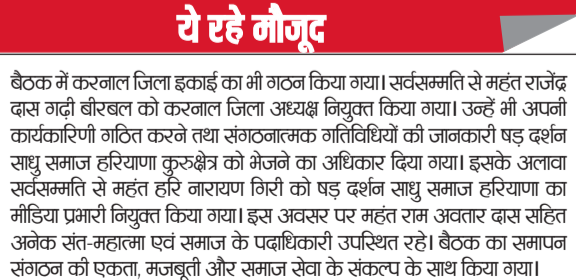 ये रहे मौजूद
बैठक में करनाल जिला इकाई का भी गठन किया गया। सर्वसम्मति से महंत राजेंद्र
दास गढ़ी बीरबल को करनाल जिला अध्यक्ष नियुक्त किया गया। उन्हें भी अपनी
कार्यकारिणी गठित करने तथा संगठनात्मक गतिविधियों की जानकारी षड् दर्शन
साधु समाज हरियाणा कुरुक्षेत्र को भेजने का अधिकार दिया गया। इसके अलावा
सर्वसम्मति से महंत हरि नारायण गिरी को षड् दर्शन साधु समाज हरियाणा का
मीडिया प्रभारी नियुक्त किया गया। इस अवसर पर महंत राम अवतार दास सहित
अनेक संत-महात्मा एवं समाज के पदाधिकारी उपस्थित रहे। बैठक का समापन
संगठन की एकता, मजबूती और समाज सेवा के संकल्प के साथ किया गया।